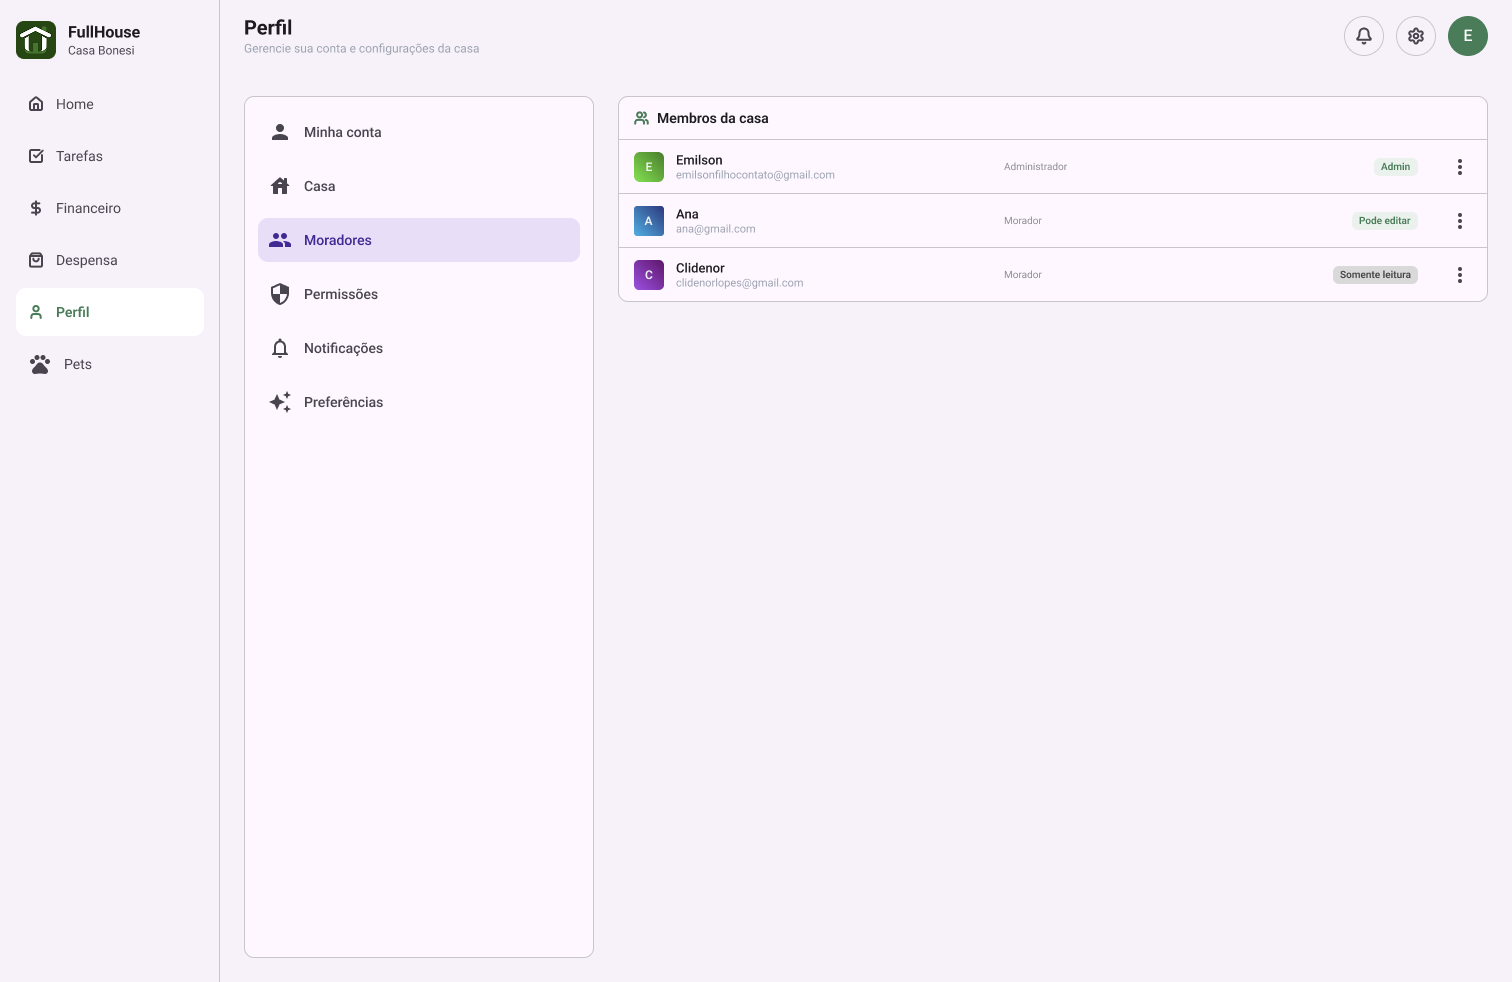 FullHouse
Casa Bonesi
Home
Tarefas
Financeiro
Despensa
Perfil
Pets
Perfil
Gerencie sua conta e configurações da casa
E
Minha conta
Casa
Moradores
Permissões
Notificações
Preferências
Membros da casa
E
Emilson
emilsonfilhocontato@gmail.com
Administrador
Admin
A
Ana
ana@gmail.com
Morador
Pode editar
C
Clidenor
clidenorlopes@gmail.com
Morador
Somente leitura